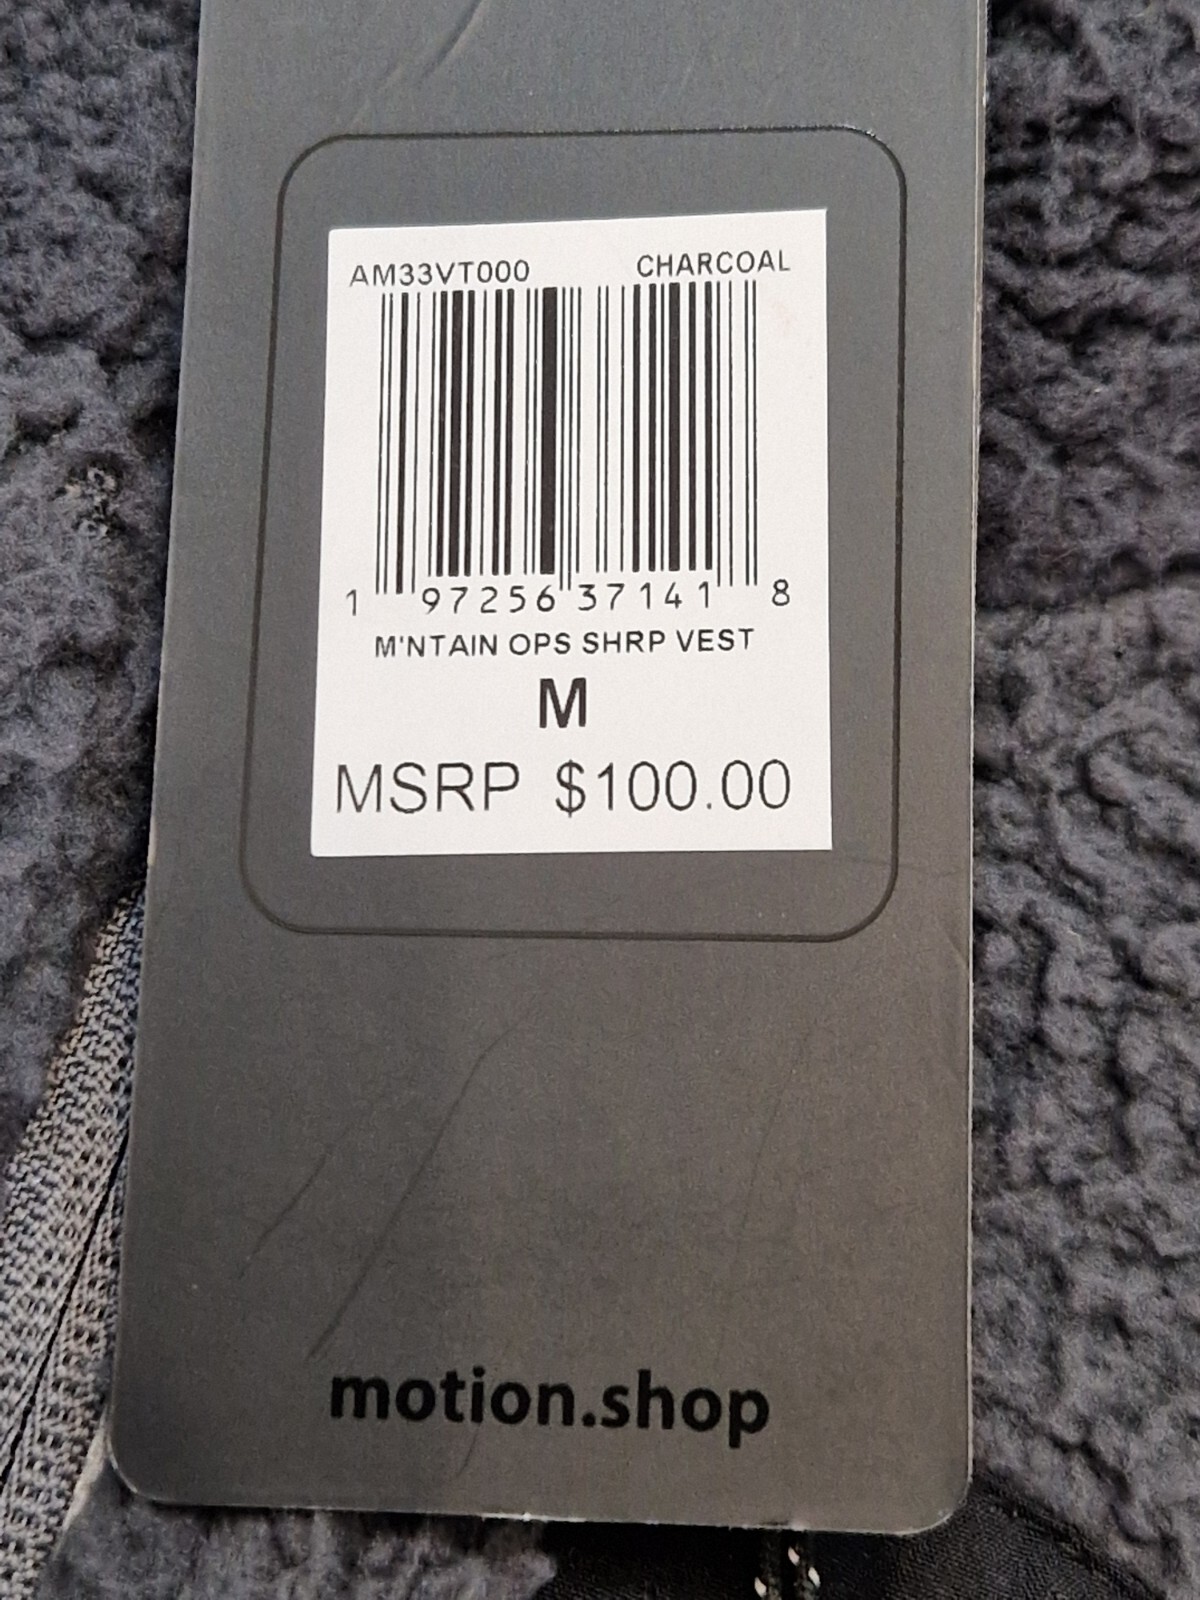 AM33VT000 CHARCOAL
1 97256 37141 8
M'NTAIN OPS SHRP VEST
M
MSRP $100.00
motion.shop